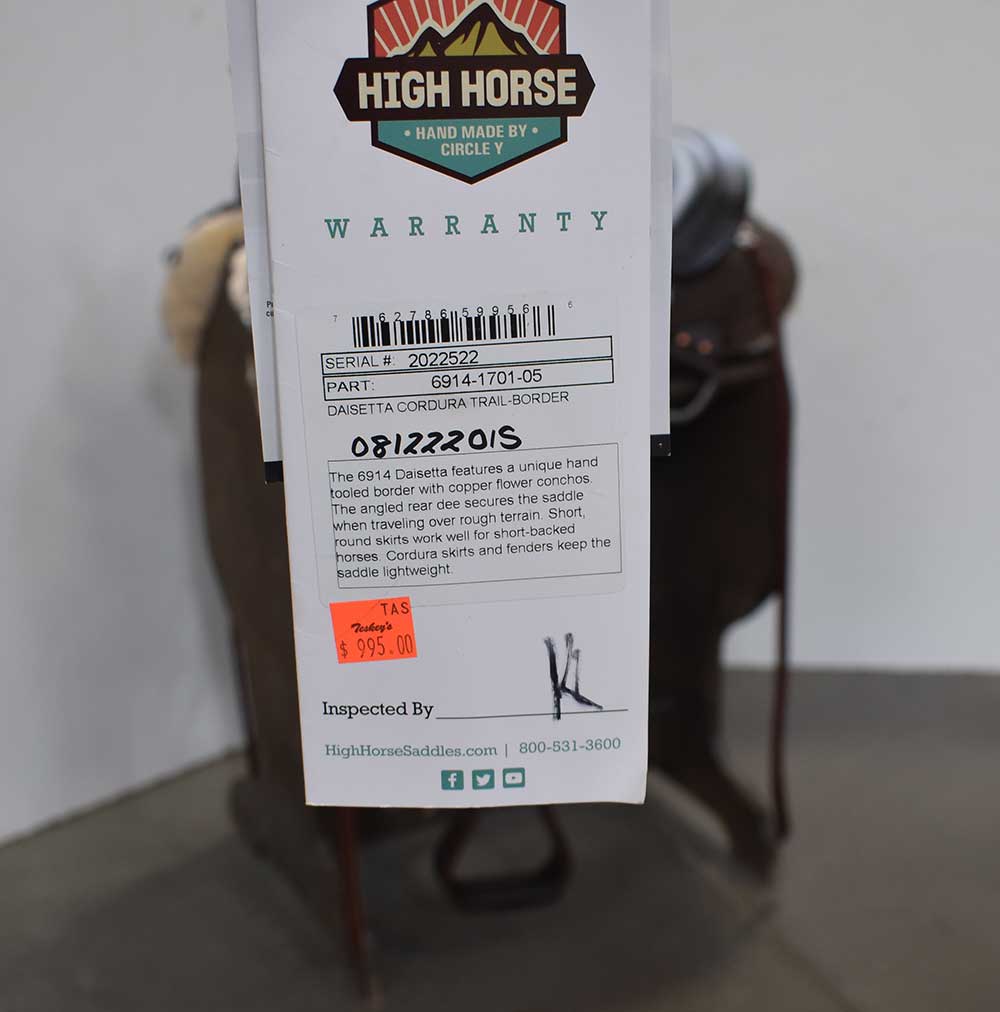 HIGH HORSE
• HAND MADE BY •
CIRCLE Y
WARRANTY
7 62786 59956 6
SERIAL #: 2022522
PART: 6914-1701-05
DAISETTA CORDURA TRAIL-BORDER
08122201S
The 6914 Daisetta features a unique hand
tooled border with copper flower conchos.
The angled rear dee secures the saddle
when traveling over rough terrain. Short,
round skirts work well for short-backed
horses. Cordura skirts and fenders keep the
saddle lightweight.
TAS
Teskey's
$ 995.00
Inspected By K
HighHorseSaddles.com | 800-531-3600